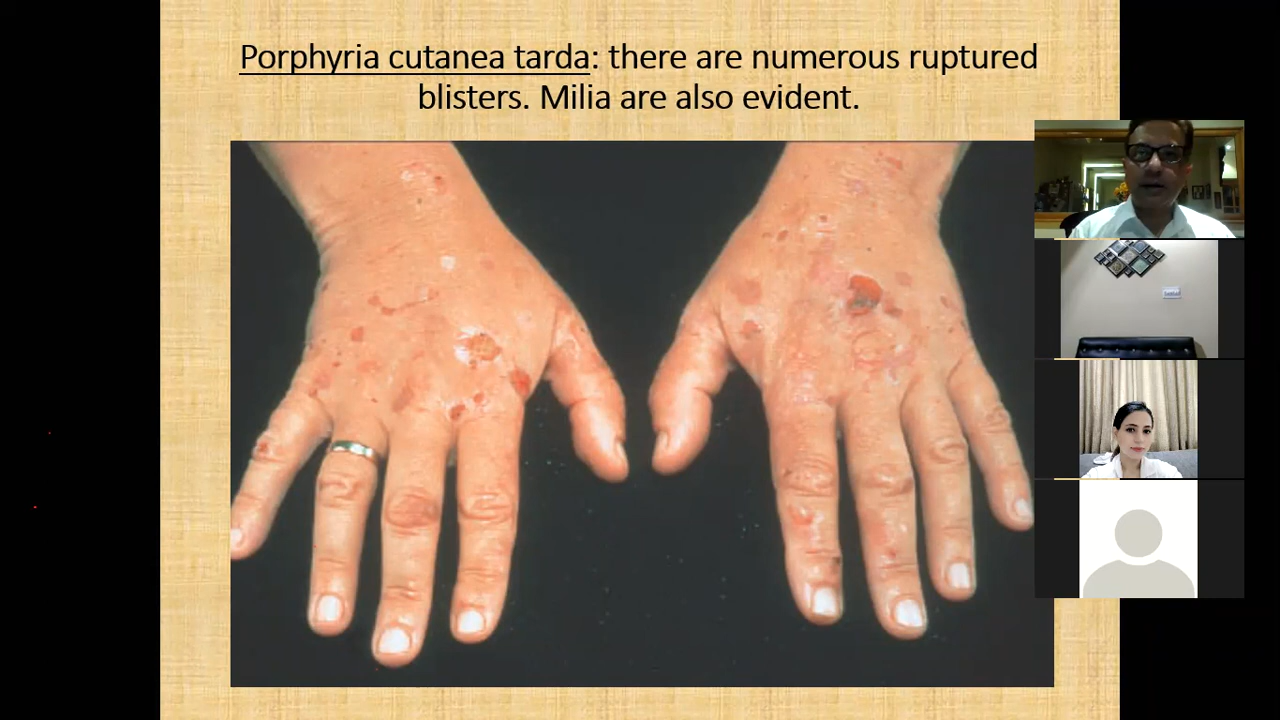 Porphyria cutanea tarda: there are numerous ruptured
blisters. Milia are also evident.